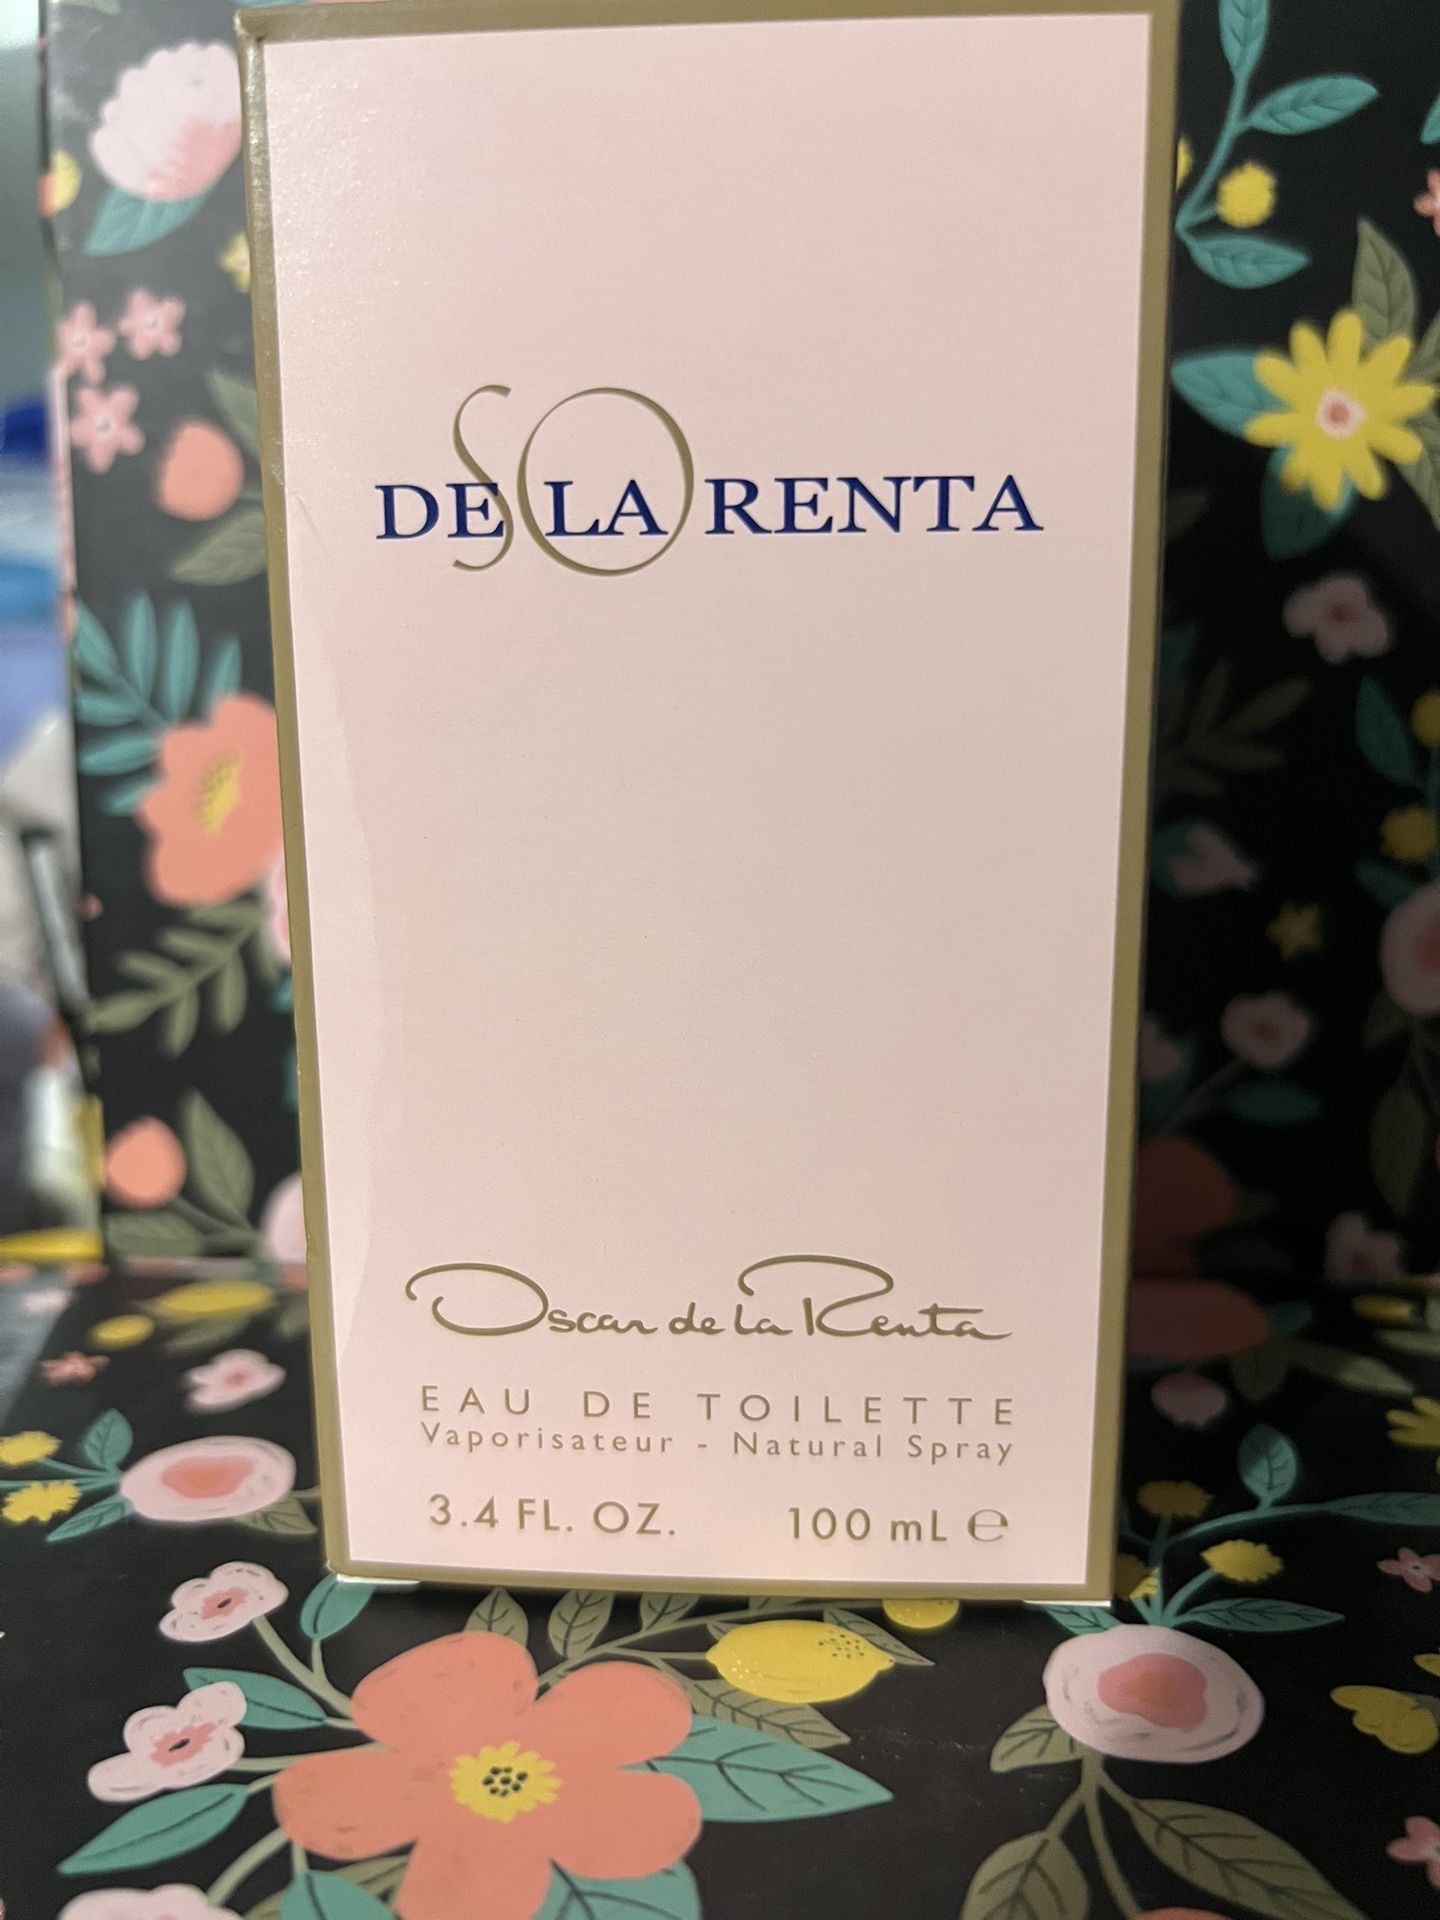 SO
DE LA RENTA
Oscar de la Renta
EAU DE TOILETTE
Vaporisateur - Natural Spray
3.4 FL. OZ. 100 mL ℮